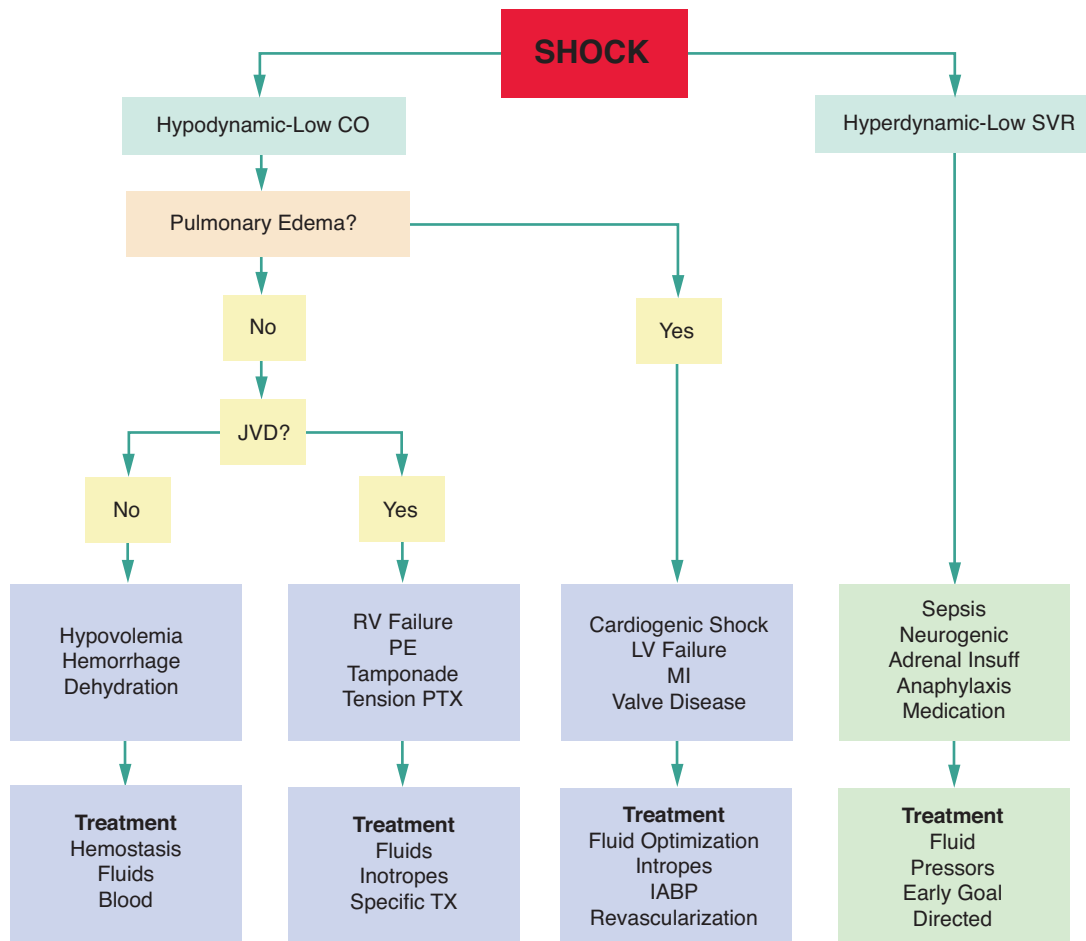 SHOCK
Hypodynamic-Low CO
Hyperdynamic-Low SVR
Pulmonary Edema?
No
Yes
JVD?
No
Yes
Hypovolemia
Hemorrhage
Dehydration
RV Failure
PE
Tamponade
Tension PTX
Cardiogenic Shock
LV Failure
MI
Valve Disease
Sepsis
Neurogenic
Adrenal Insuff
Anaphylaxis
Medication
Treatment
Hemostasis
Fluids
Blood
Treatment
Fluids
Inotropes
Specific TX
Treatment
Fluid Optimization
Intropes
IABP
Revascularization
Treatment
Fluid
Pressors
Early Goal
Directed